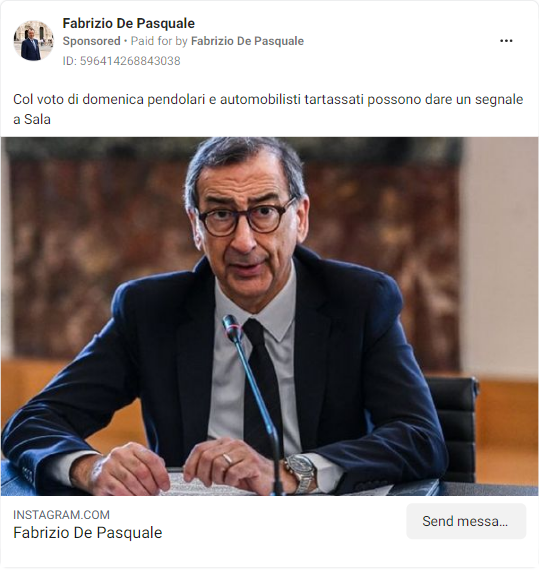 Fabrizio De Pasquale
Sponsored • Paid for by Fabrizio De Pasquale
ID: 596414268843038
Col voto di domenica pendolari e automobilisti tartassati possono dare un segnale
a Sala
INSTAGRAM.COM
Fabrizio De Pasquale
Send messa...